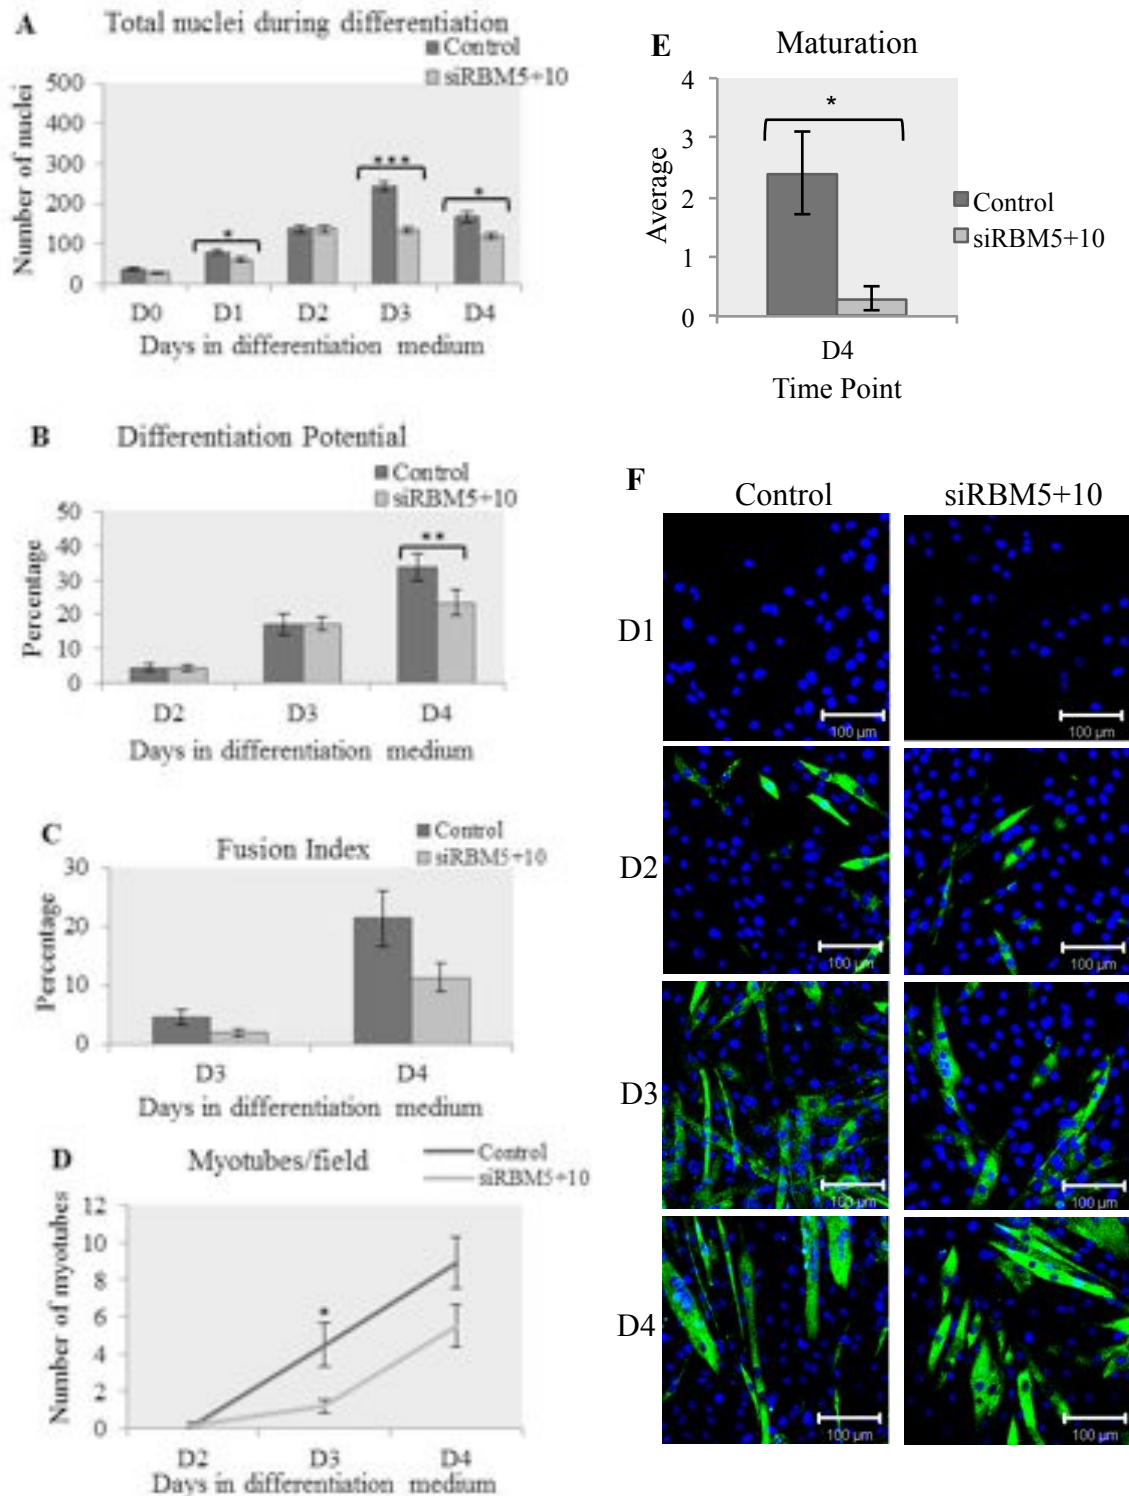 A
Total nuclei during differentiation
Control
siRBM5+10
Number of nuclei
500
400
300
200
100
0
*
***
*
D0 D1 D2 D3 D4
Days in differentiation medium
B
Differentiation Potential
Control
siRBM5+10
Percentage
50
40
30
20
10
0
**
D2 D3 D4
Days in differentiation medium
C
Fusion Index
Control
siRBM5+10
Percentage
30
20
10
0
D3 D4
Days in differentiation medium
D
Myotubes/field
Control
siRBM5+10
Number of myotubes
12
10
8
6
4
2
0
*
D2 D3 D4
Days in differentiation medium
E
Maturation
Average
4
3
2
1
0
*
Control
siRBM5+10
D4
Time Point
F
Control siRBM5+10
D1
100 µm 100 µm
D2
100 µm 100 µm
D3
100 µm 100 µm
D4
100 µm 100 µm